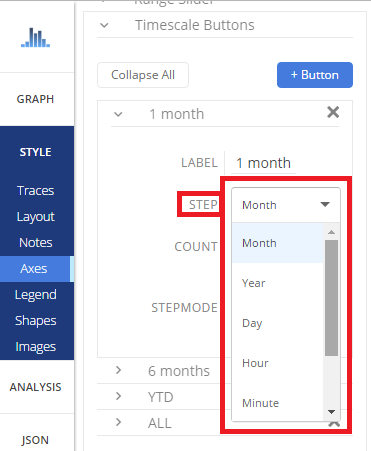 Range Slider
Timescale Buttons
Collapse All
+ Button
GRAPH
1 month
STYLE
LABEL 1 month
Traces
STEP Month
Layout
Notes
COUNT Month
Axes
Year
Legend
STEPMODE
Shapes
Day
Images
Hour
6 months
ANALYSIS
YTD
Minute
ALL
JSON